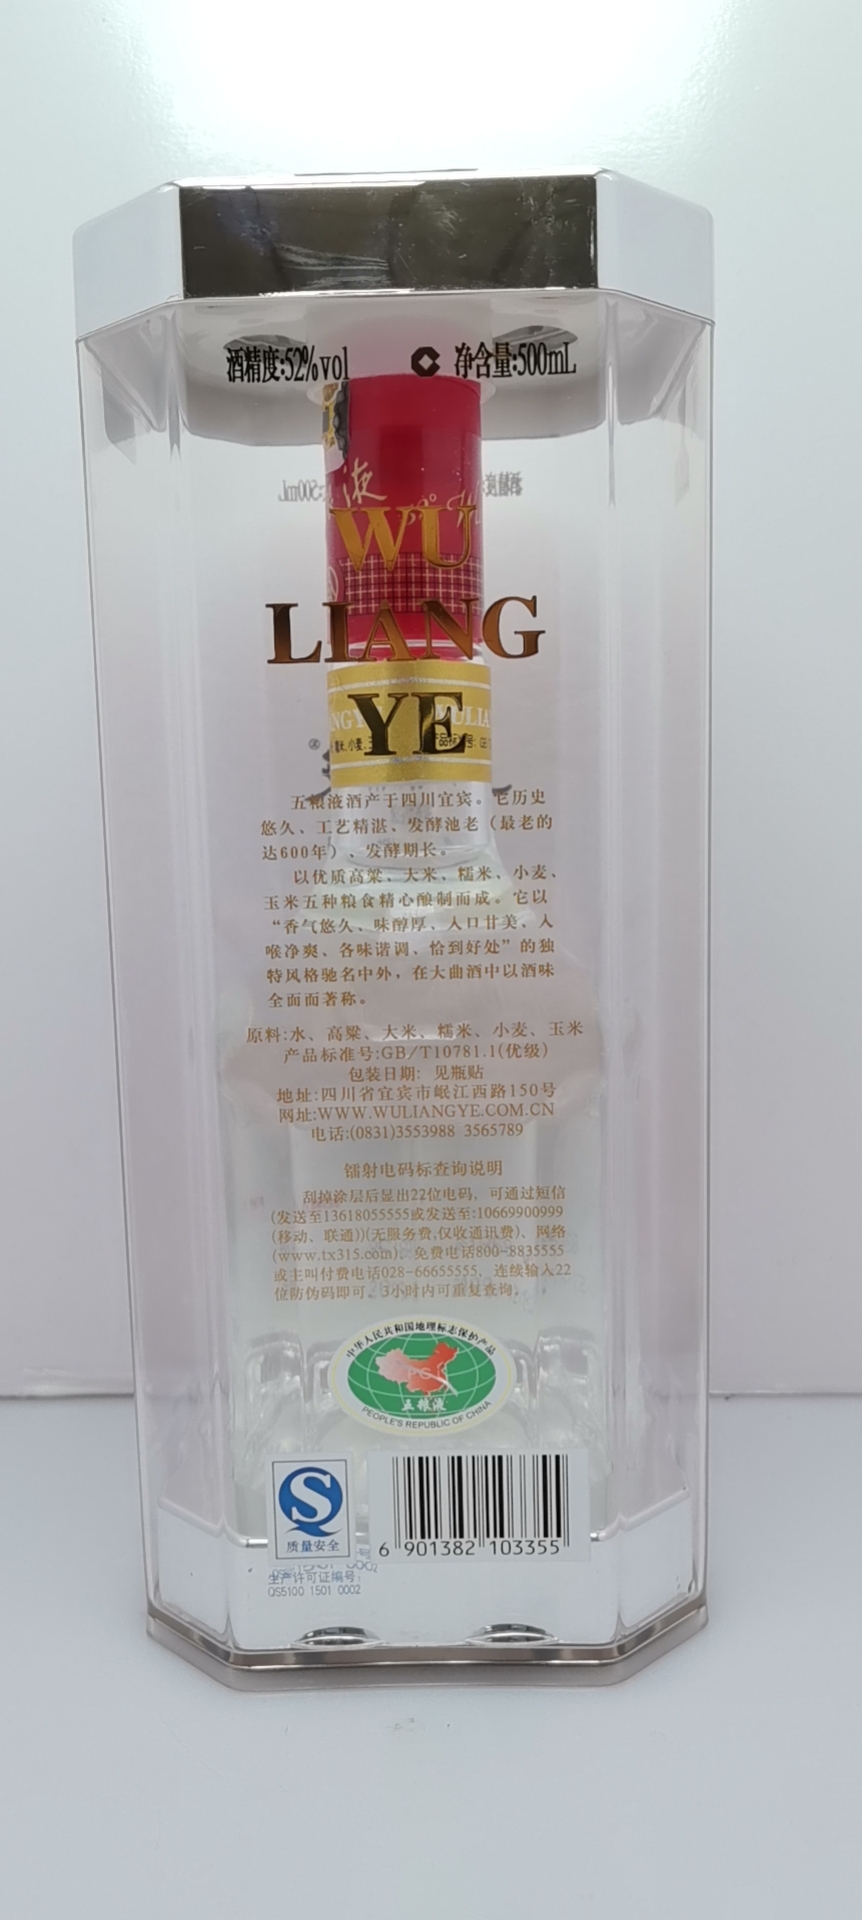 酒精度:52%vol 净含量:500mL
液
WU
LIANG
YE
五粮液酒产于四川宜宾。它历史
悠久、工艺精湛、发酵池老（最老的
达600年）、发酵期长。
以优质高粱、大米、糯米、小麦、
玉米五种粮食精心酿制而成。它以
“香气悠久、味醇厚、入口甘美、入
喉净爽、各味谐调、恰到好处”的独
特风格驰名中外，在大曲酒中以酒味
全面而著称。
原料:水、高粱、大米、糯米、小麦、玉米
产品标准号:GB/T10781.1(优级)
包装日期: 见瓶贴
地址:四川省宜宾市岷江西路150号
网址:WWW.WULIANGYE.COM.CN
电话:(0831)3553988 3565789
镭射电码标查询说明
刮掉涂层后显出22位电码，可通过短信
(发送至13618055555或发送至:10669900999
(移动、联通))(无服务费,仅收通讯费)、网络
(www.tx315.com)、免费电话800-8835555
或主叫付费电话028-66655555，连续输入22
位防伪码即可。3小时内可重复查询。
中华人民共和国地理标志保护产品
PGI
五粮液
PEOPLE'S REPUBLIC OF CHINA
质量安全
6 901382 103355
生产许可证编号:
QS5100 1501 0002